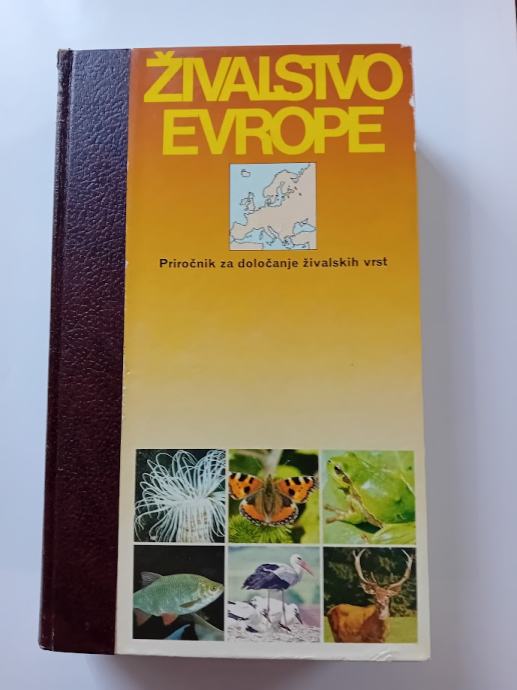 ŽIVALSTVO
EVROPE
Priročnik za določanje živalskih vrst